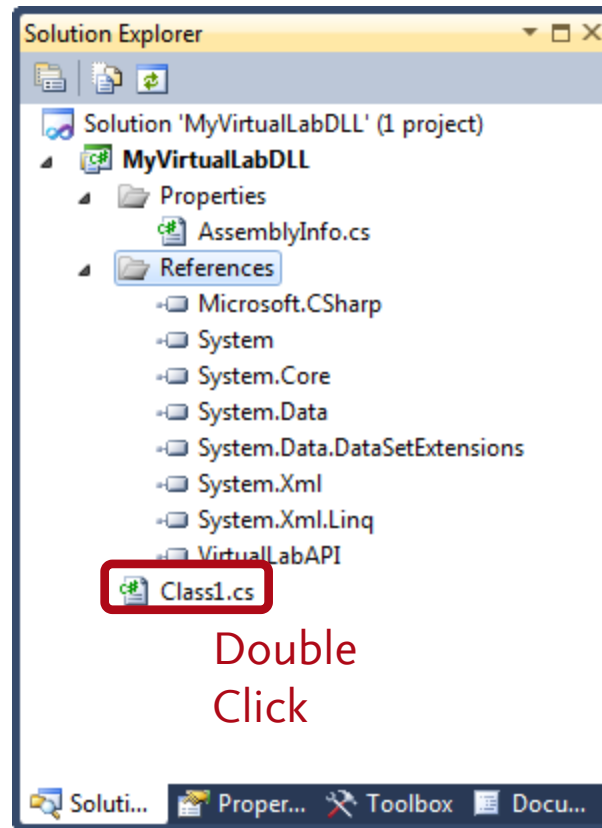 Solution Explorer
Solution 'MyVirtualLabDLL' (1 project)
MyVirtualLabDLL
Properties
AssemblyInfo.cs
References
Microsoft.CSharp
System
System.Core
System.Data
System.Data.DataSetExtensions
System.Xml
System.Xml.Linq
VirtualLabAPI
Class1.cs
Double
Click
Soluti... Proper... Toolbox Docu...